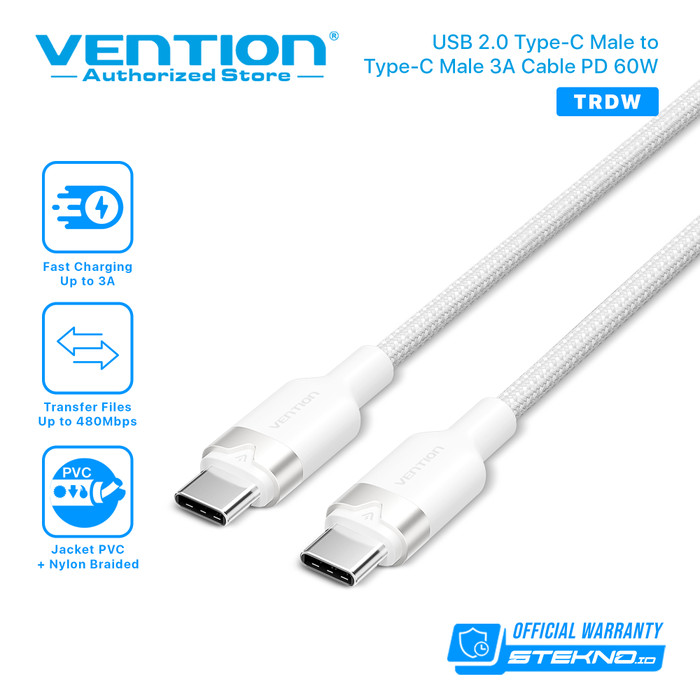 VENTION®
Authorized Store
USB 2.0 Type-C Male to
Type-C Male 3A Cable PD 60W
TRDW
Fast Charging
Up to 3A
Transfer Files
Up to 480Mbps
PVC
Jacket PVC
+ Nylon Braided
VENTION
VENTION
OFFICIAL WARRANTY
STEKNO.ID